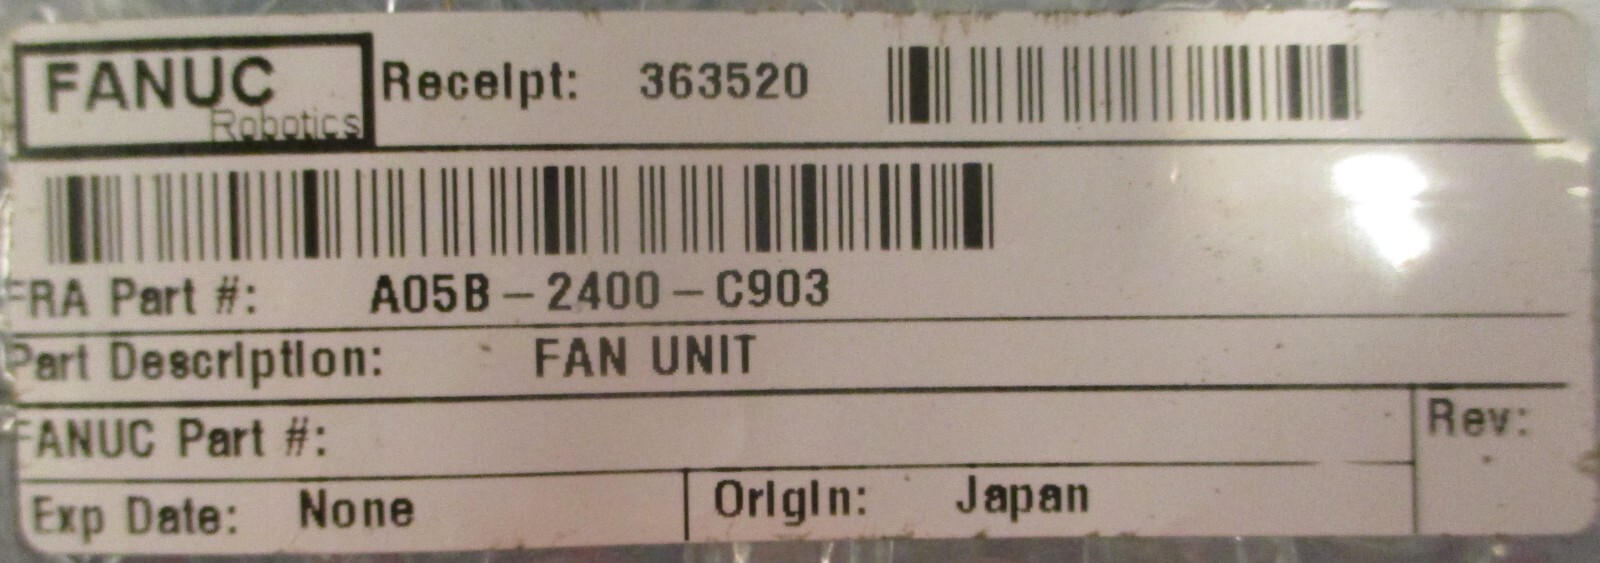 FANUC
Robotics
Receipt: 363520
FRA Part #: A05B-2400-C903
Part Description: FAN UNIT
FANUC Part #:
Rev:
Exp Date: None
Origin: Japan